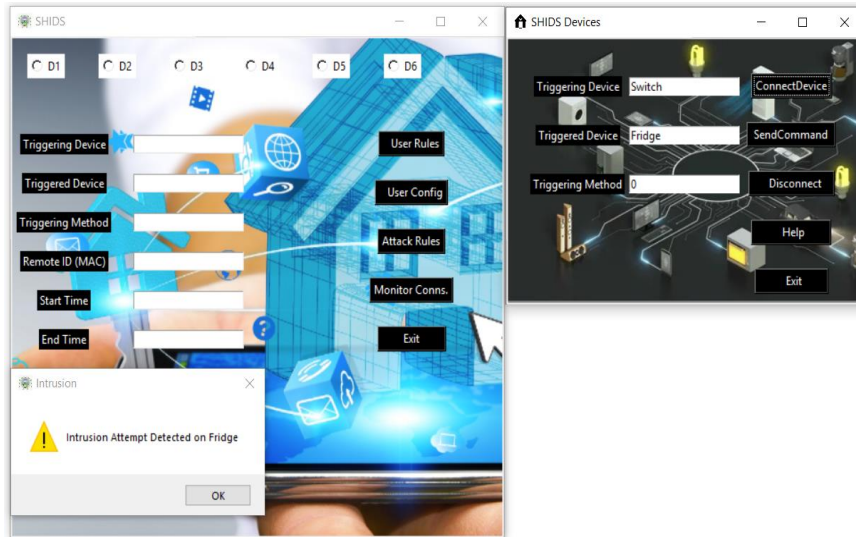 SHIDS
D1 D2 D3 D4 D5 D6
Triggering Device
Triggered Device
Triggering Method
Remote ID (MAC)
Start Time
End Time
User Rules
User Config
Attack Rules
Monitor Conns.
Exit
Intrusion
Intrusion Attempt Detected on Fridge
OK
SHIDS Devices
Triggering Device Switch ConnectDevice
Triggered Device Fridge SendCommand
Triggering Method 0 Disconnect
Help
Exit